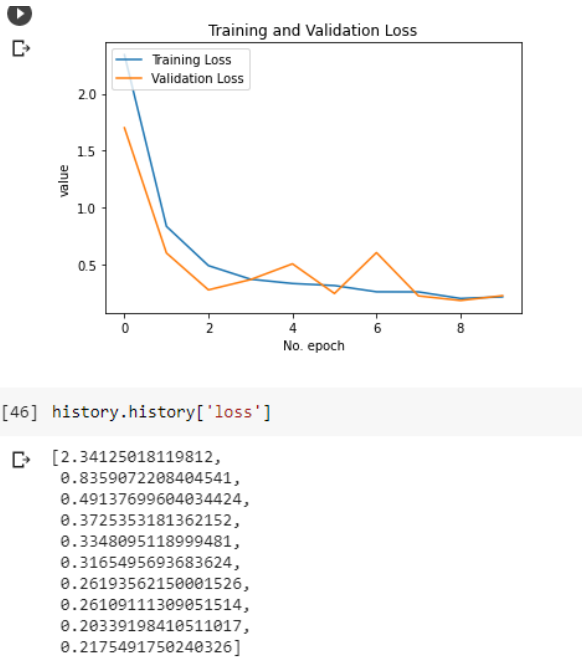 Training and Validation Loss
Training Loss
Validation Loss
2.0
1.5
1.0
0.5
value
0 2 4 6 8
No. epoch
[46] history.history['loss']
[2.34125018119812,
0.8359072208404541,
0.49137699604034424,
0.3725353181362152,
0.3348095118999481,
0.3165495693683624,
0.26193562150001526,
0.26109111309051514,
0.20339198410511017,
0.2175491750240326]